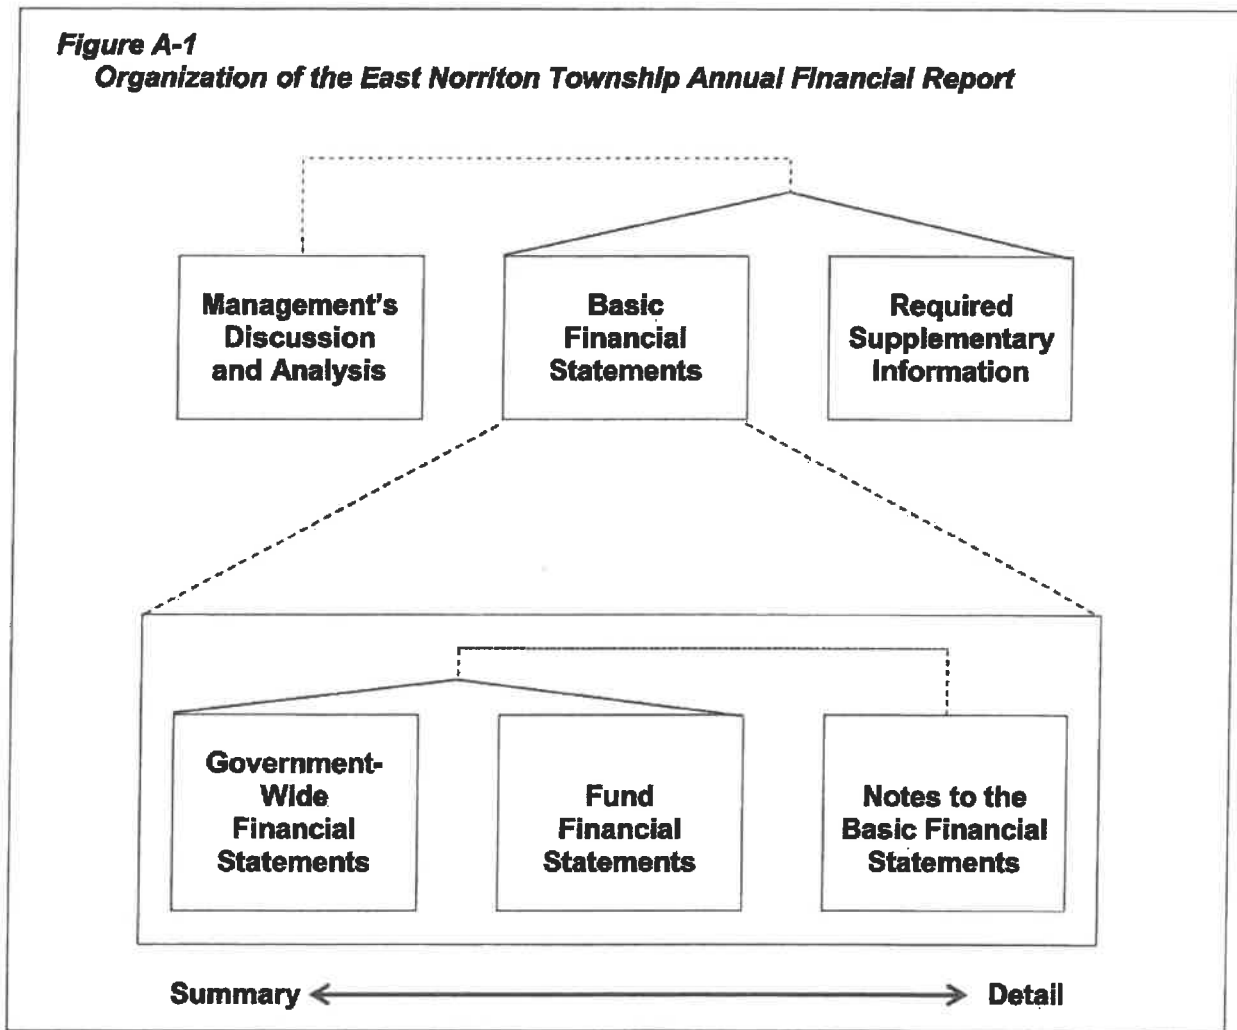 Figure A-1
Organization of the East Norriton Township Annual Financial Report
Management's
Discussion
and Analysis
Basic
Financial
Statements
Required
Supplementary
Information
Government-
Wide
Financial
Statements
Fund
Financial
Statements
Notes to the
Basic Financial
Statements
Summary
Detail